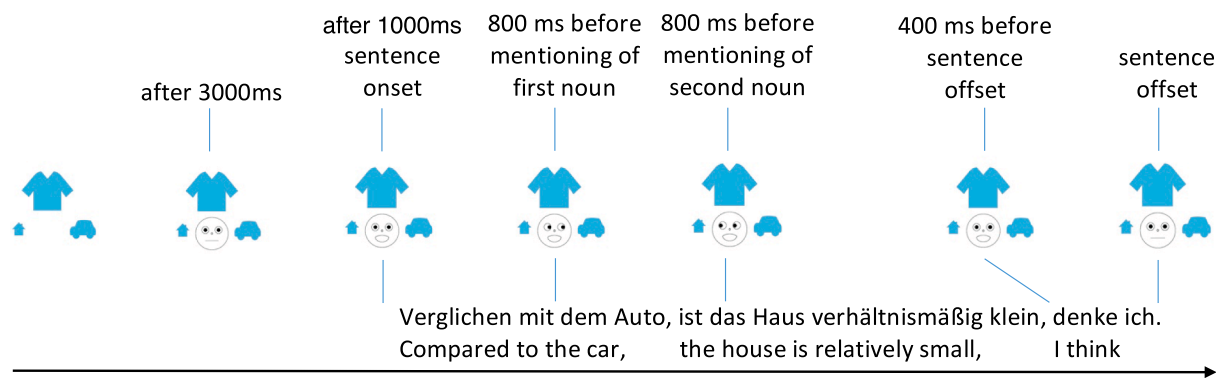 after 3000ms
after 1000ms
sentence
onset
800 ms before
mentioning of
first noun
800 ms before
mentioning of
second noun
400 ms before
sentence
offset
sentence
offset
Verglichen mit dem Auto, ist das Haus verhältnismäßig klein, denke ich.
Compared to the car, the house is relatively small, I think